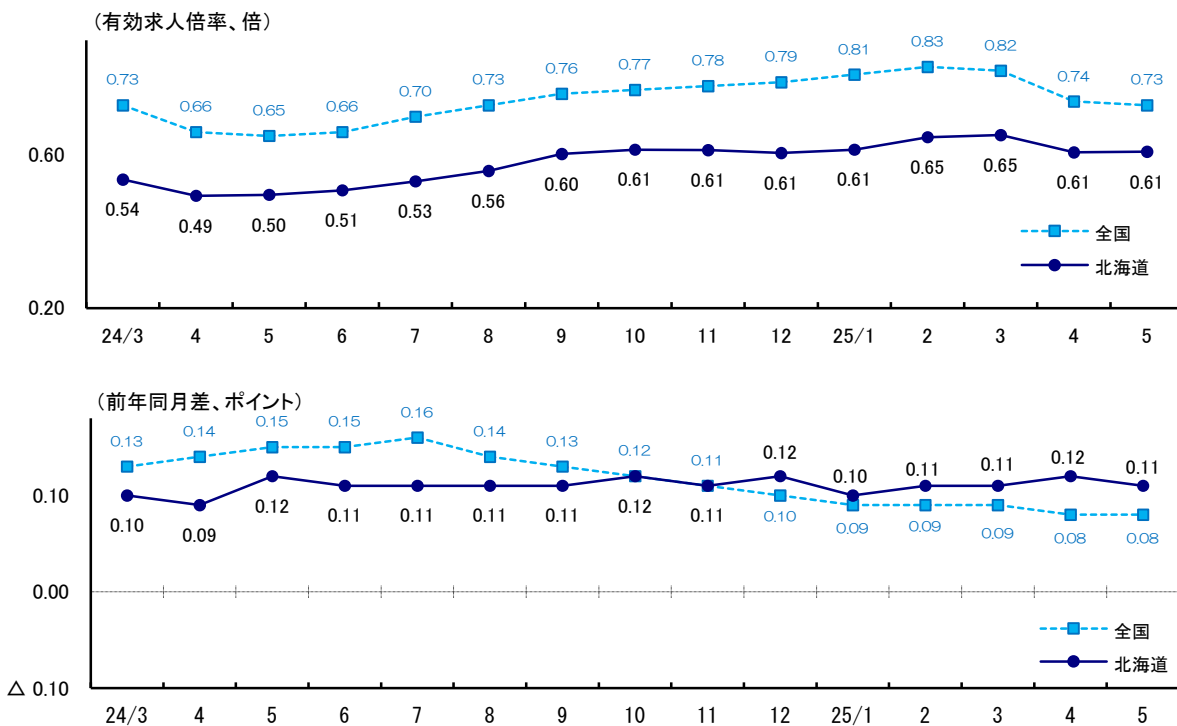 （有効求人倍率、倍）
0.73 0.66 0.65 0.66 0.70 0.73 0.76 0.77 0.78 0.79 0.81 0.83 0.82 0.74 0.73
0.60
0.54 0.49 0.50 0.51 0.53 0.56 0.60 0.61 0.61 0.61 0.61 0.65 0.65 0.61 0.61
全国
北海道
0.20
24/3 4 5 6 7 8 9 10 11 12 25/1 2 3 4 5
（前年同月差、ポイント）
0.13 0.14 0.15 0.15 0.16 0.14 0.13 0.12 0.11 0.12 0.10 0.11 0.11 0.12 0.11
0.10
0.10 0.09 0.12 0.11 0.11 0.11 0.11 0.12 0.11 0.10 0.09 0.09 0.09 0.08 0.08
0.00
全国
北海道
△ 0.10
24/3 4 5 6 7 8 9 10 11 12 25/1 2 3 4 5